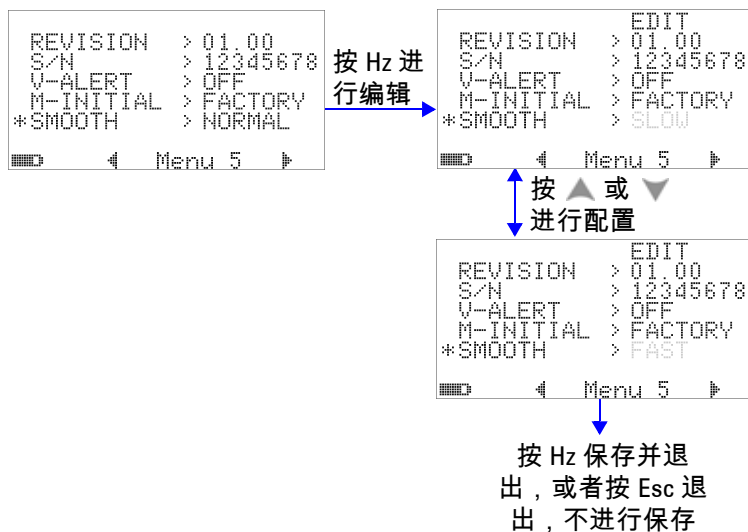 REVISION > 01.00
S/N > 12345678
V-ALERT > OFF
M-INITIAL > FACTORY
*SMOOTH > NORMAL
Menu 5
按 Hz 进
行编辑
EDIT
REVISION > 01.00
S/N > 12345678
V-ALERT > OFF
M-INITIAL > FACTORY
*SMOOTH > SLOW
Menu 5
按 ▲ 或 ▼
进行配置
EDIT
REVISION > 01.00
S/N > 12345678
V-ALERT > OFF
M-INITIAL > FACTORY
*SMOOTH > FAST
Menu 5
按 Hz 保存并退
出，或者按 Esc 退
出，不进行保存